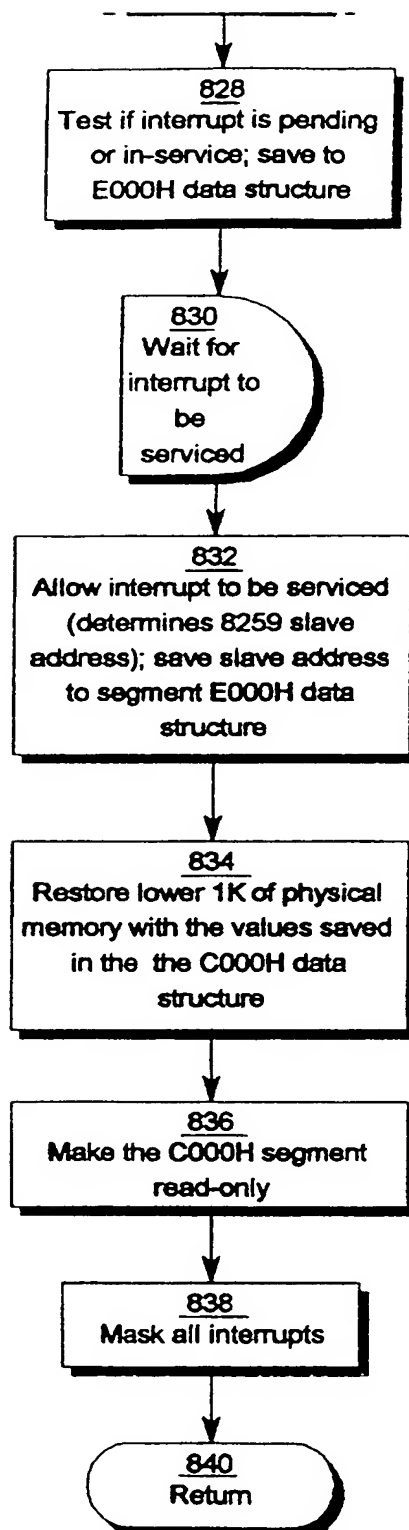 828
Test if interrupt is pending
or in-service; save to
E000H data structure
830
Wait for
interrupt to
be
serviced
832
Allow interrupt to be serviced
(determines 8259 slave
address); save slave address
to segment E000H data
structure
834
Restore lower 1K of physical
memory with the values saved
in the the C000H data
structure
836
Make the C000H segment
read-only
838
Mask all interrupts
840
Return